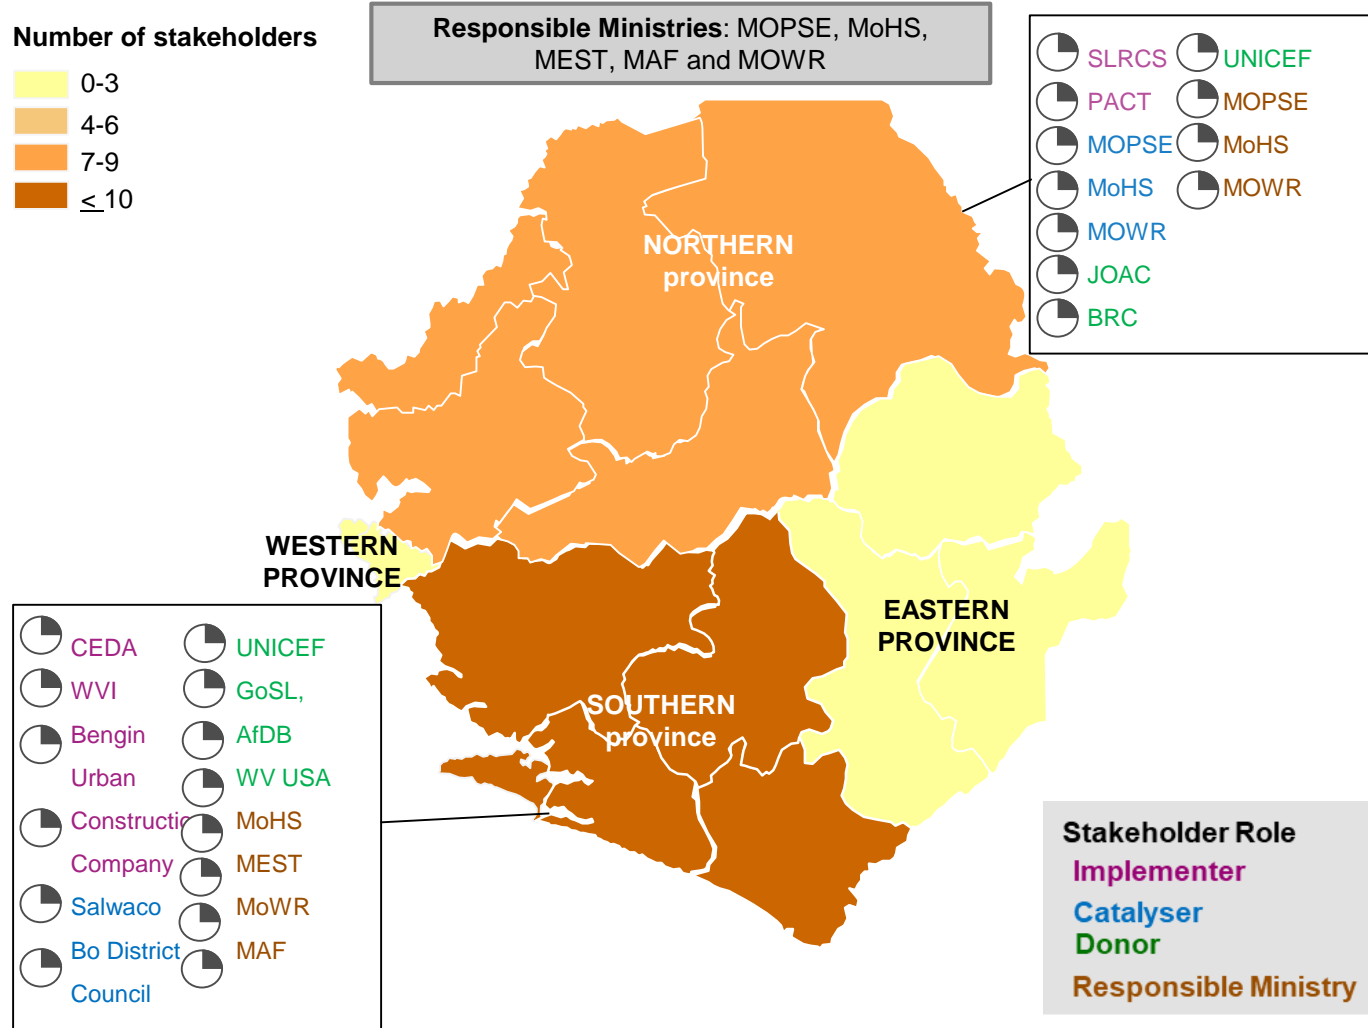 Number of stakeholders
0-3
4-6
7-9
< 10
Responsible Ministries: MOPSE, MoHS,
MEST, MAF and MOWR
SLRCS
PACT
MOPSE
MoHS
MOWR
JOAC
BRC
UNICEF
MOPSE
MoHS
MOWR
NORTHERN
province
WESTERN
PROVINCE
EASTERN
PROVINCE
SOUTHERN
province
CEDA
WVI
Bengin
Urban
Constructic
Company
Salwaco
Bo District
Council
UNICEF
GoSL,
AfDB
WV USA
MoHS
MEST
MoWR
MAF
Stakeholder Role
Implementer
Catalyser
Donor
Responsible Ministry